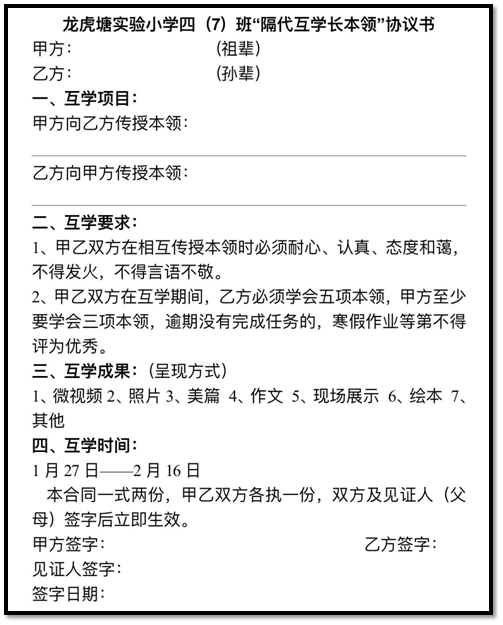 龙虎塘实验小学四（7）班“隔代互学长本领”协议书
甲方：（祖辈）
乙方：（孙辈）
一、互学项目：
甲方向乙方传授本领：
乙方向甲方传授本领：
二、互学要求：
1、甲乙双方在相互传授本领时必须耐心、认真、态度和蔼，
不得发火，不得言语不敬。
2、甲乙双方在互学期间，乙方必须学会五项本领，甲方至少
要学会三项本领，逾期没有完成任务的，寒假作业等第不得
评为优秀。
三、互学成果：（呈现方式）
1、微视频 2、照片 3、美篇 4、作文 5、现场展示 6、绘本 7、
其他
四、互学时间：
1 月 27 日——2 月 16 日
本合同一式两份，甲乙双方各执一份，双方及见证人（父
母）签字后立即生效。
甲方签字： 乙方签字：
见证人签字：
签字日期：